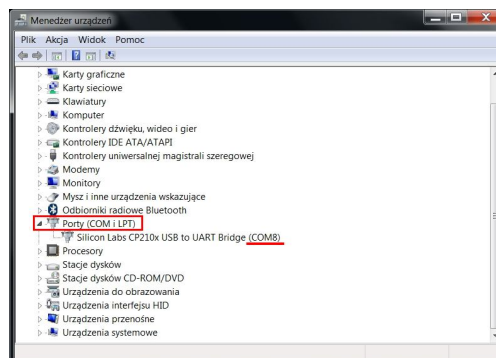 Menedżer urządzeń
Plik Akcja Widok Pomoc
Karty graficzne
Karty sieciowe
Klawiatury
Komputer
Kontrolery dźwięku, wideo i gier
Kontrolery IDE ATA/ATAPI
Kontrolery uniwersalnej magistrali szeregowej
Modemy
Monitory
Mysz i inne urządzenia wskazujące
Odbiorniki radiowe Bluetooth
Porty (COM i LPT)
Silicon Labs CP210x USB to UART Bridge (COM8)
Procesory
Stacje dysków
Stacje dysków CD-ROM/DVD
Urządzenia do obrazowania
Urządzenia interfejsu HID
Urządzenia przenośne
Urządzenia systemowe